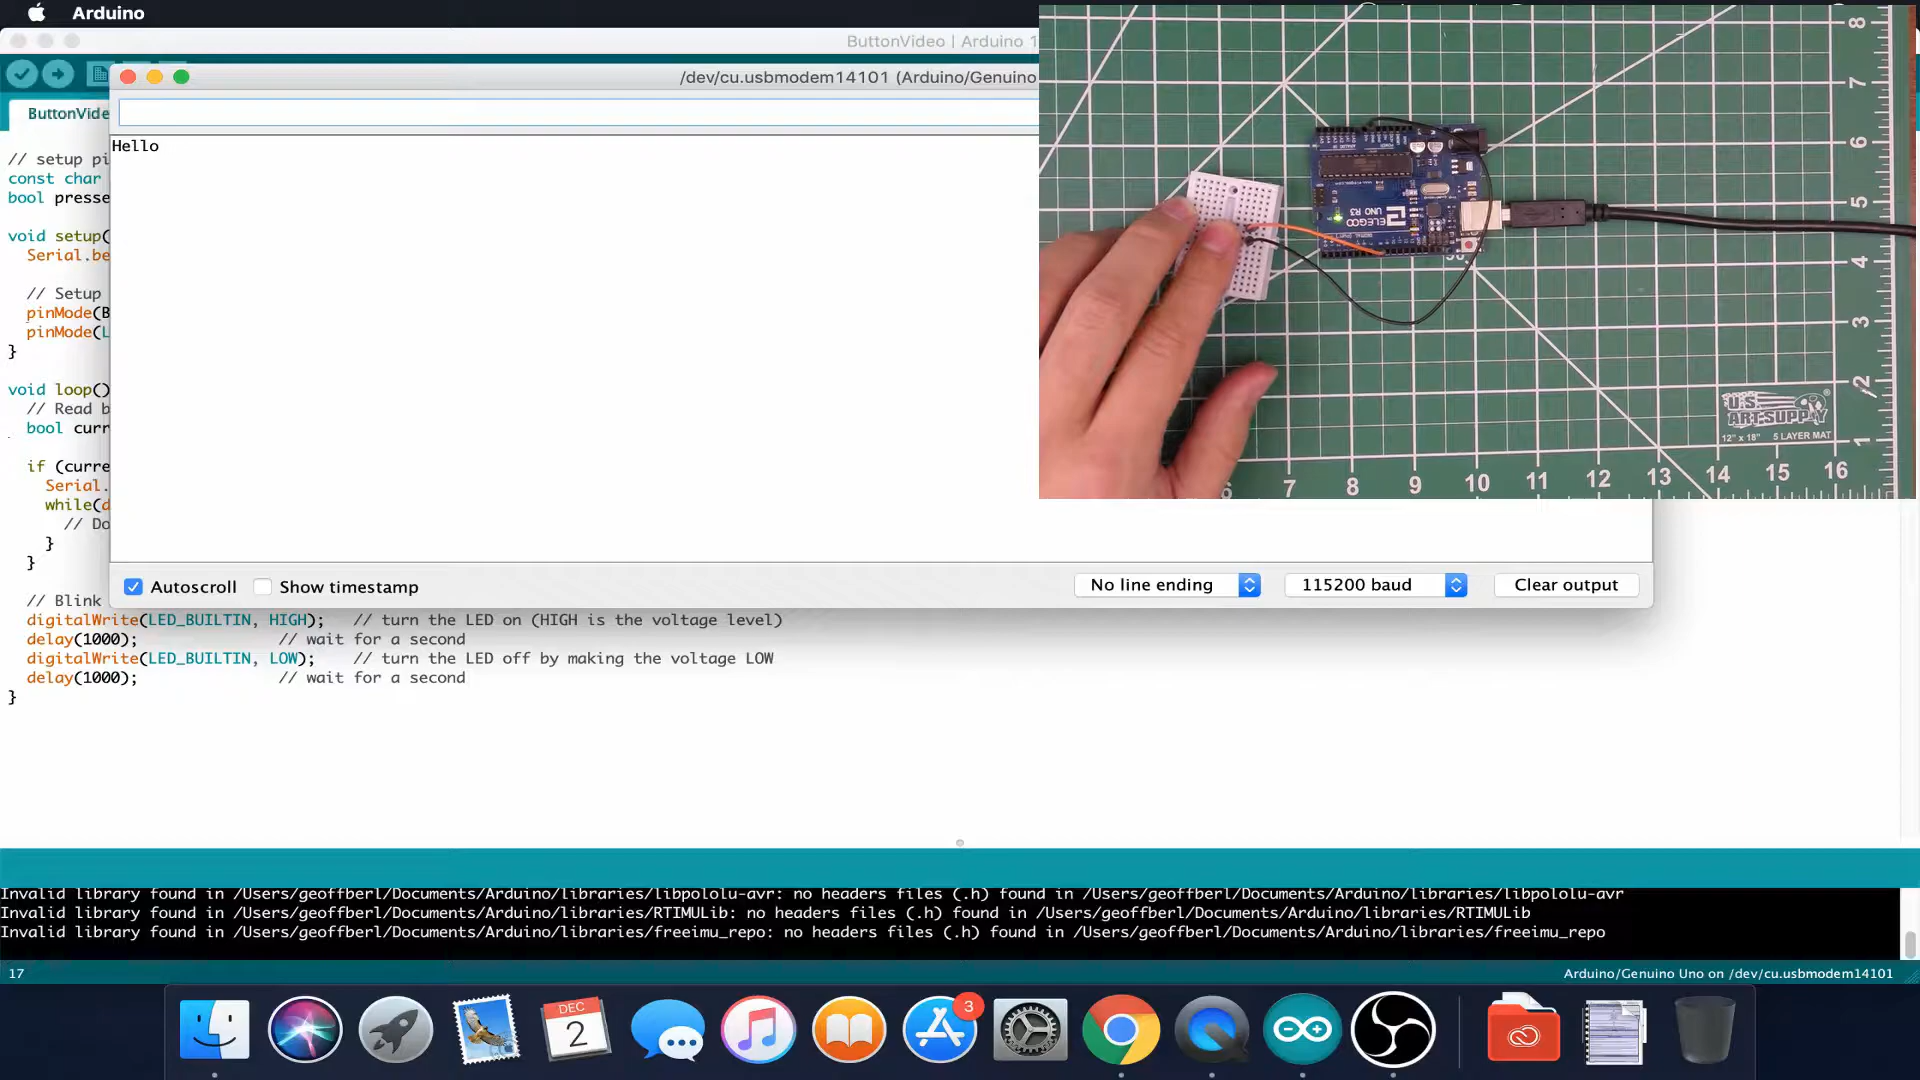 Arduino
ButtonVideo | Arduino 1
/dev/cu.usbmodem14101 (Arduino/Genuino
ButtonVide
Hello
// setup pi
const char
bool presse
void setup(
Serial.be
// Setup
pinMode(B
pinMode(L
}
void loop()
// Read b
bool curr
if (curre
Serial.
while(d
// Do
}
}
Autoscroll
Show timestamp
No line ending
115200 baud
Clear output
// Blink
digitalWrite(LED_BUILTIN, HIGH); // turn the LED on (HIGH is the voltage level)
delay(1000); // wait for a second
digitalWrite(LED_BUILTIN, LOW); // turn the LED off by making the voltage LOW
delay(1000); // wait for a second
}
8
7
6
5
4
3
2
1
UNO R3
ELEGOO
U.S.
ART SUPPLY
®
12" x 18" 5 LAYER MAT
6 7 8 9 10 11 12 13 14 15 16
Invalid library found in /Users/geoffberl/Documents/Arduino/libraries/libpololu-avr: no headers files (.h) found in /Users/geoffberl/Documents/Arduino/libraries/libpololu-avr
Invalid library found in /Users/geoffberl/Documents/Arduino/libraries/RTIMULib: no headers files (.h) found in /Users/geoffberl/Documents/Arduino/libraries/RTIMULib
Invalid library found in /Users/geoffberl/Documents/Arduino/libraries/freeimu_repo: no headers files (.h) found in /Users/geoffberl/Documents/Arduino/libraries/freeimu_repo
17
Arduino/Genuino Uno on /dev/cu.usbmodem14101
DEC
2
3